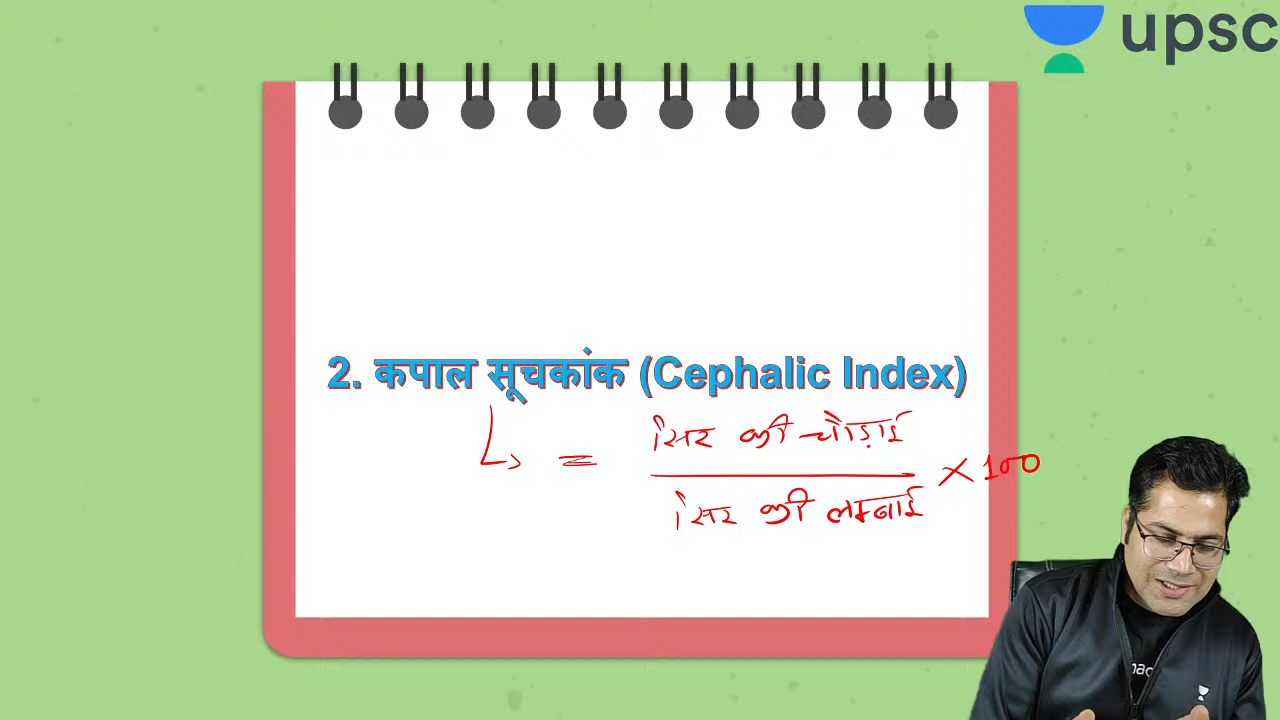 upsc
2. कपाल सूचकांक (Cephalic Index)
= सिर की चौड़ाई
सिर की लम्बाई × 100